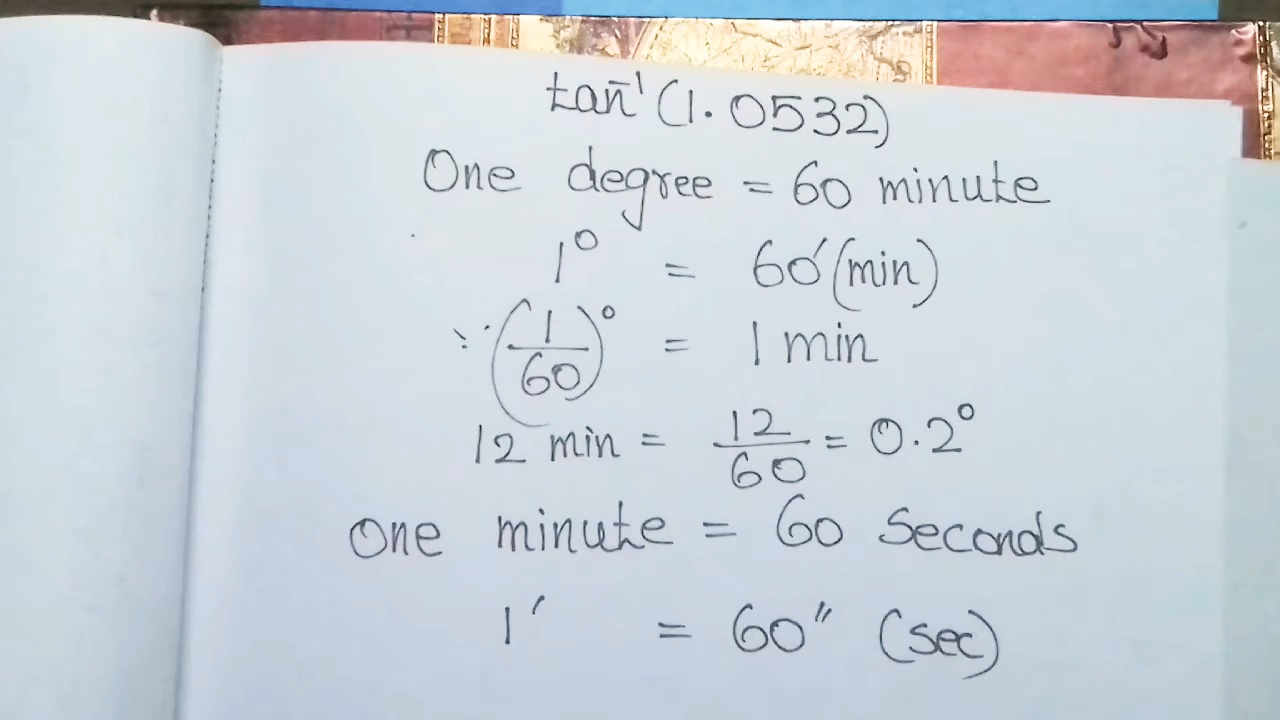 tan⁻¹(1.0532)
One degree = 60 minute
1° = 60′(min)
∵ (1/60)° = 1 min
12 min = 12/60 = 0.2°
One minute = 60 Seconds
1′ = 60″ (sec)